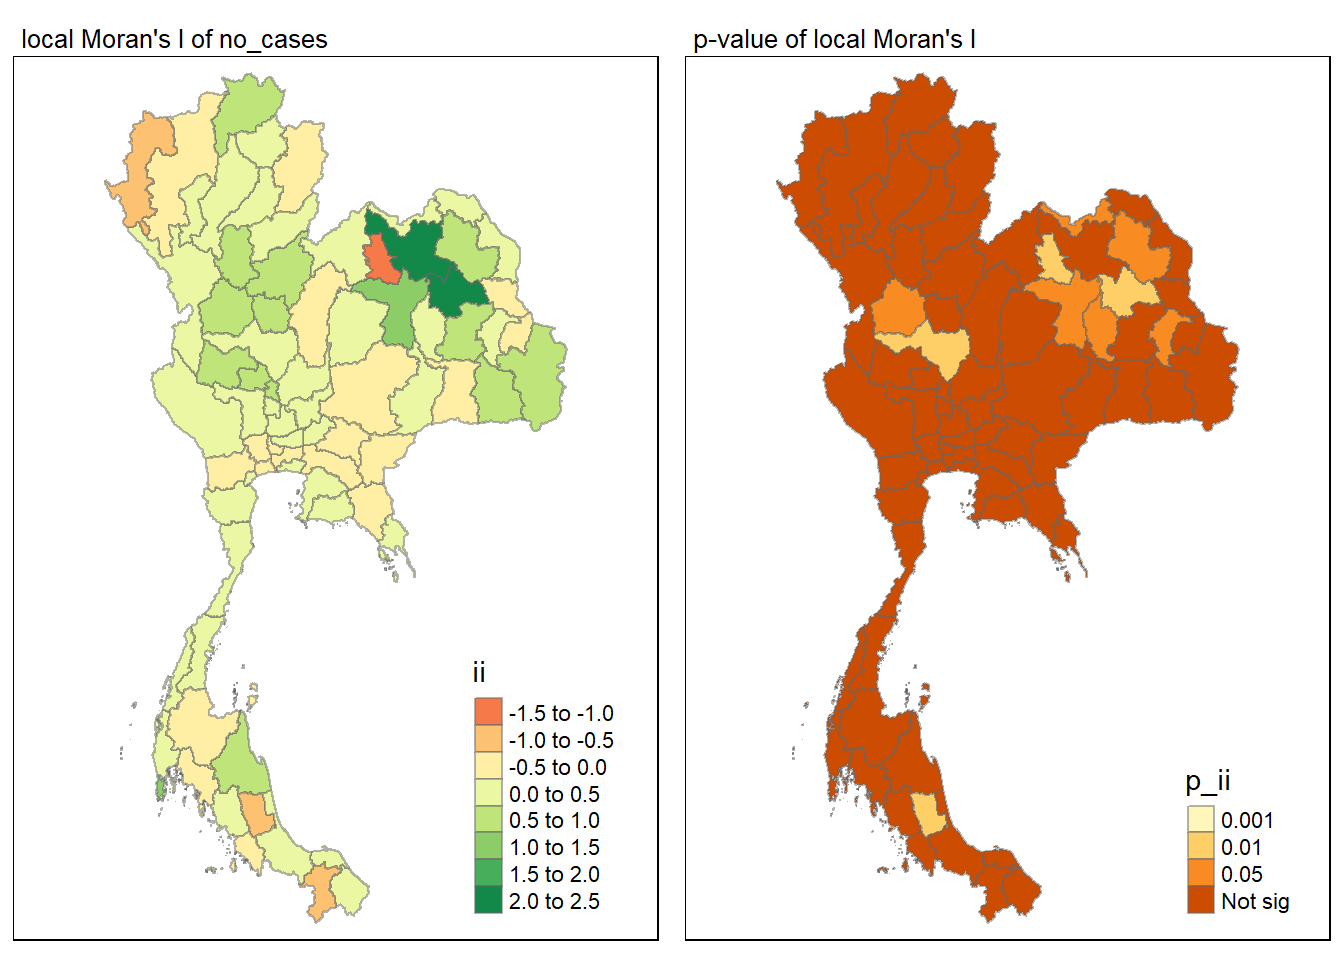 local Moran's I of no_cases
ii
-1.5 to -1.0
-1.0 to -0.5
-0.5 to 0.0
0.0 to 0.5
0.5 to 1.0
1.0 to 1.5
1.5 to 2.0
2.0 to 2.5
p-value of local Moran's I
p_ii
0.001
0.01
0.05
Not sig